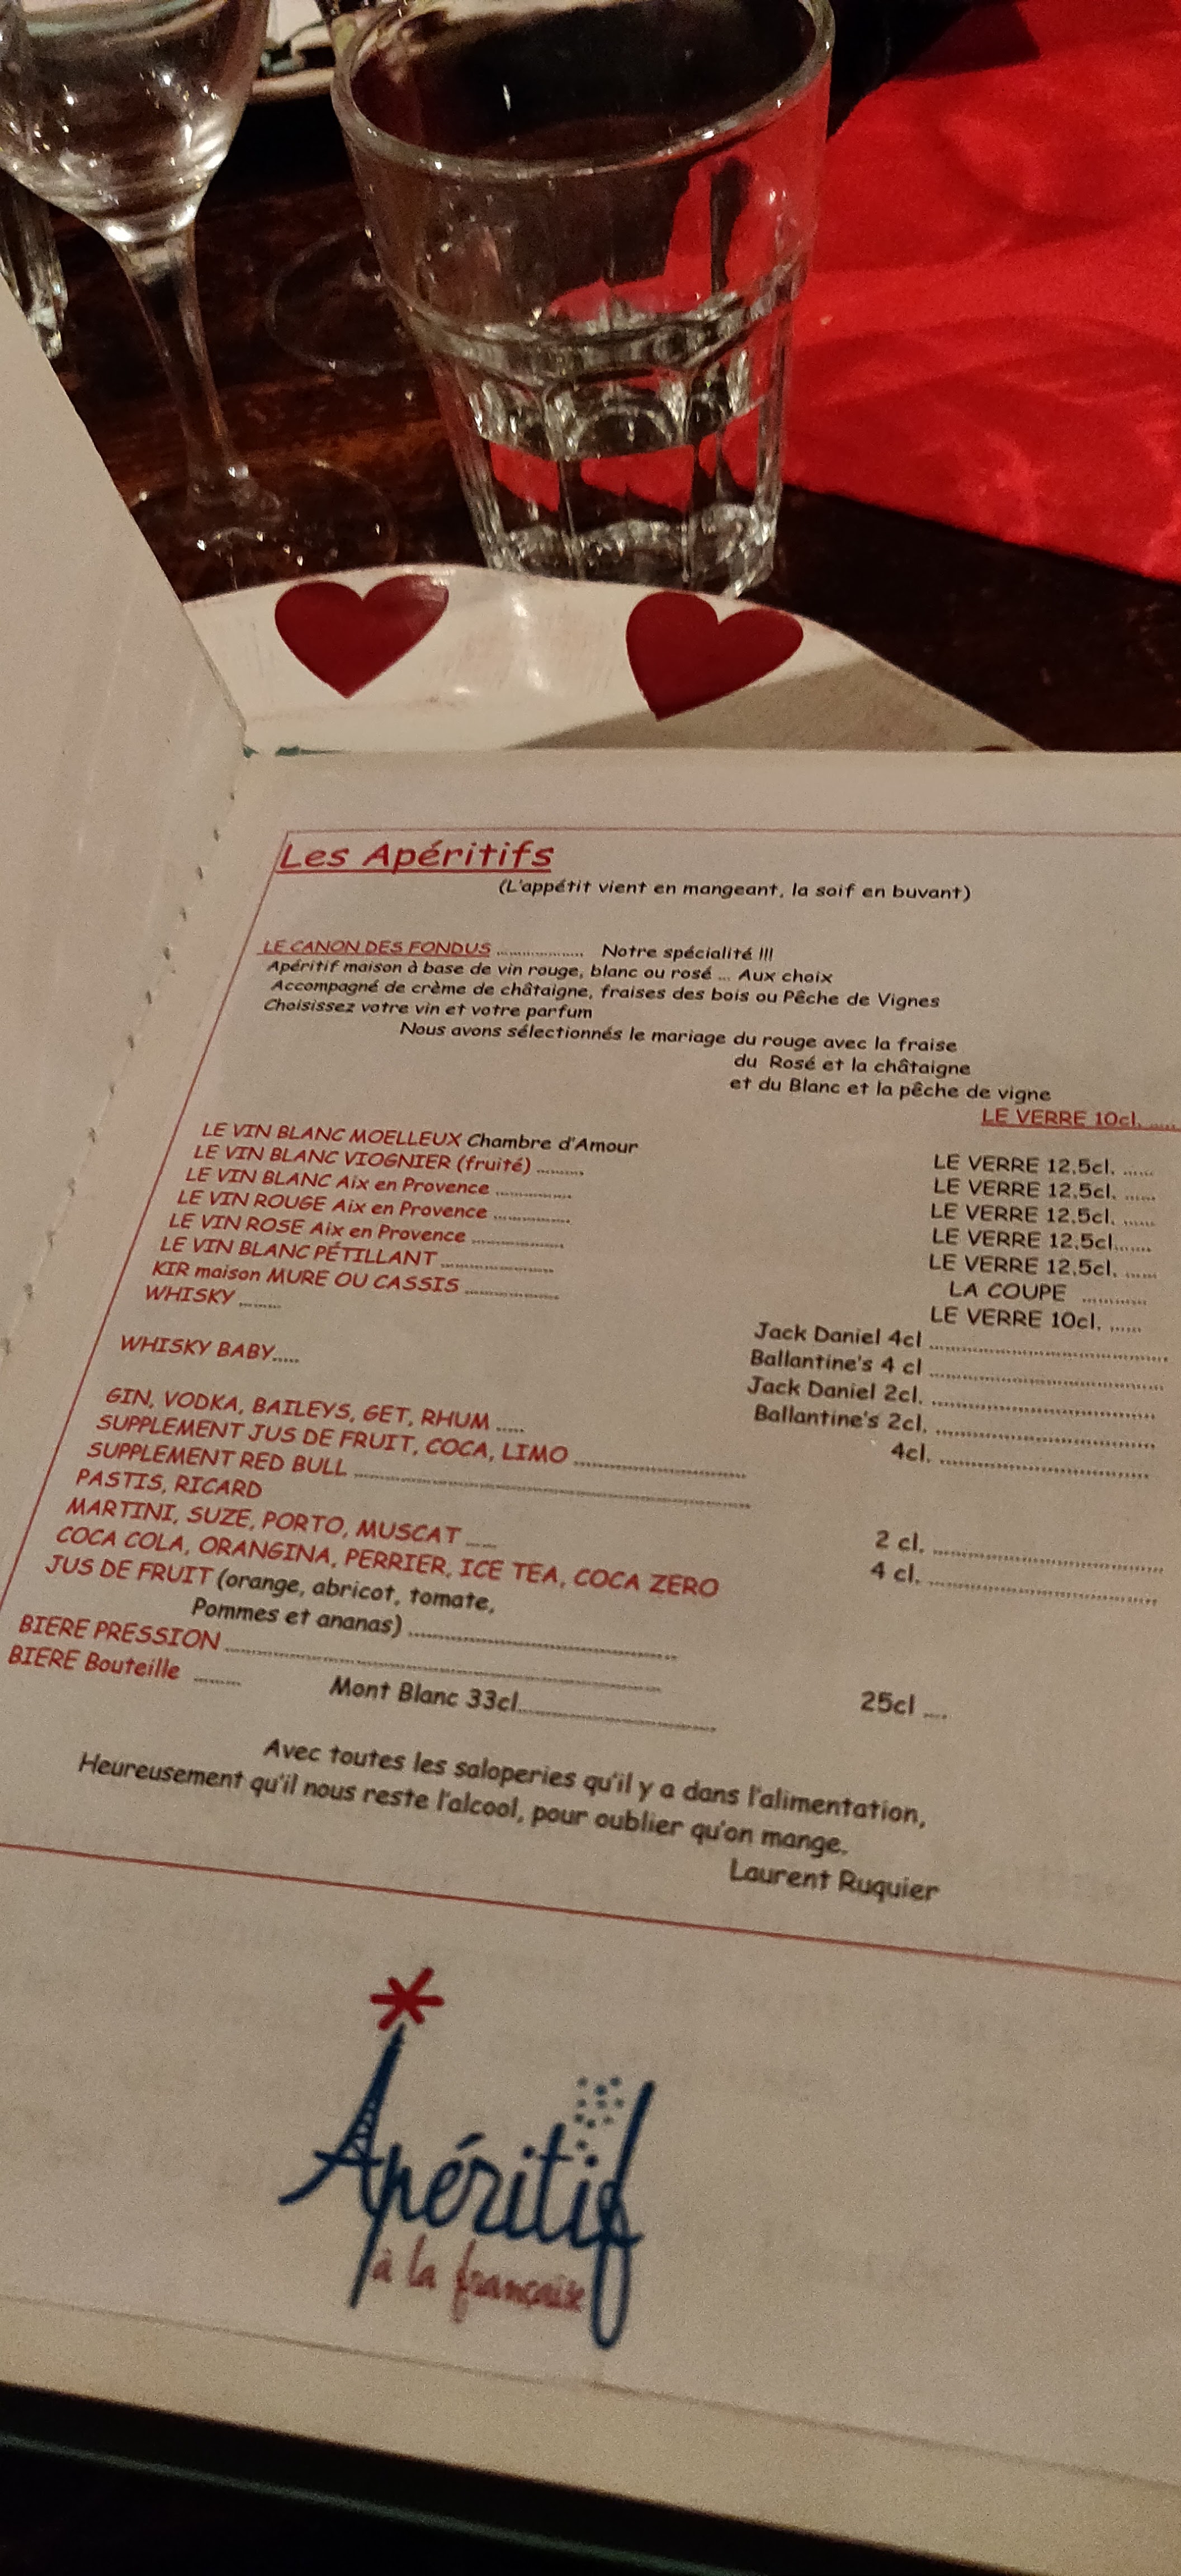 Les Apéritifs
(L'appétit vient en mangeant, la soif en buvant)
LE CANON DES FONDUS ................ Notre spécialité !!!
Apéritif maison à base de vin rouge, blanc ou rosé ... Aux choix
Accompagné de crème de châtaigne, fraises des bois ou Pêche de Vignes
Choisissez votre vin et votre parfum
Nous avons sélectionnés le mariage du rouge avec la fraise
du Rosé et la châtaigne
et du Blanc et la pêche de vigne
LE VERRE 10cl. ......
LE VIN BLANC MOELLEUX Chambre d'Amour LE VERRE 12.5cl. ......
LE VIN BLANC VIOGNIER (fruité) ......... LE VERRE 12.5cl. ......
LE VIN BLANC Aix en Provence ............... LE VERRE 12.5cl. ......
LE VIN ROUGE Aix en Provence ............... LE VERRE 12.5cl.......
LE VIN ROSE Aix en Provence .................. LE VERRE 12.5cl. ......
LE VIN BLANC PÉTILLANT ...................... LA COUPE ............
KIR maison MURE OU CASSIS .................. LE VERRE 10cl. ......
WHISKY ........ Jack Daniel 4cl ................................
Ballantine's 4 cl ................................
WHISKY BABY..... Jack Daniel 2cl. ................................
Ballantine's 2cl. ................................
GIN, VODKA, BAILEYS, GET, RHUM ..... 4cl. ................................
SUPPLEMENT JUS DE FRUIT, COCA, LIMO ................................
SUPPLEMENT RED BULL ................................................
PASTIS, RICARD 2 cl. ................................
MARTINI, SUZE, PORTO, MUSCAT ..... 4 cl. ................................
COCA COLA, ORANGINA, PERRIER, ICE TEA, COCA ZERO
JUS DE FRUIT (orange, abricot, tomate,
Pommes et ananas) ................................
BIERE PRESSION ................................................ 25cl ....
BIERE Bouteille ........ Mont Blanc 33cl................................
Avec toutes les saloperies qu'il y a dans l'alimentation,
Heureusement qu'il nous reste l'alcool, pour oublier qu'on mange.
Laurent Ruquier
Apéritif
à la française